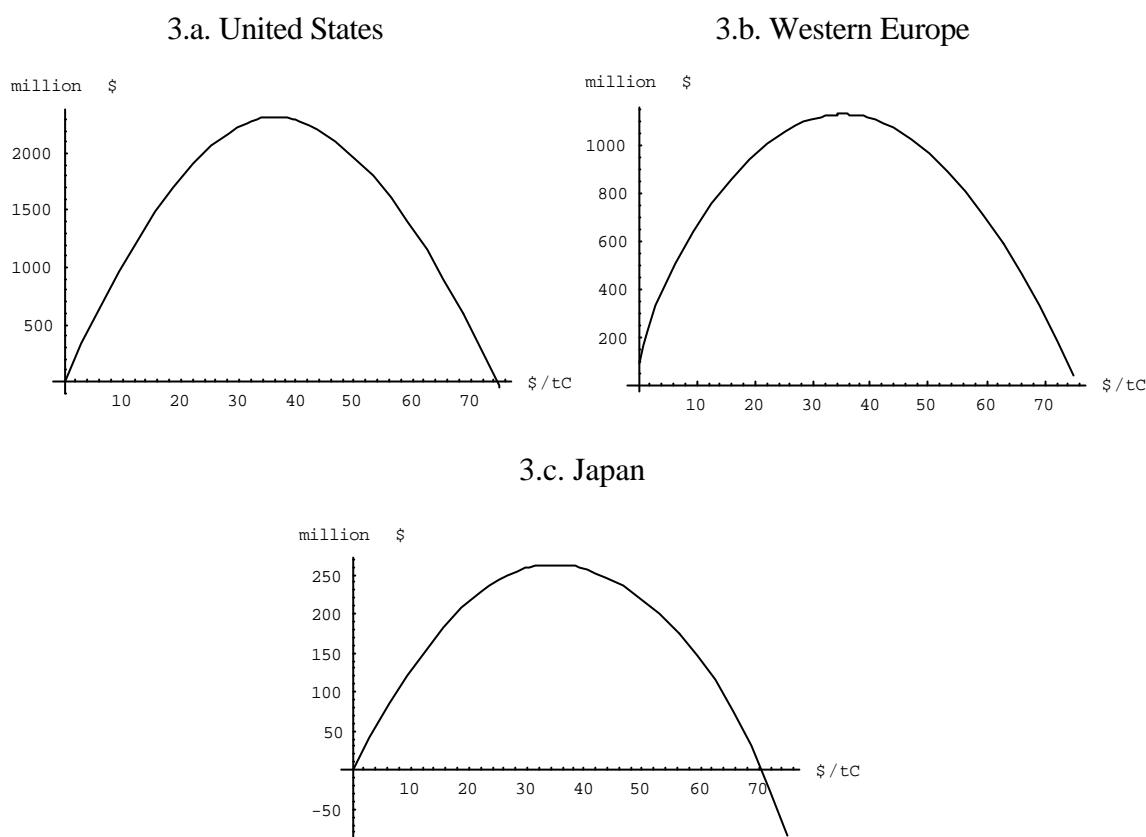 3.a. United States
million $
2000
1500
1000
500
10 20 30 40 50 60 70
$/tC
3.b. Western Europe
million $
1000
800
600
400
200
10 20 30 40 50 60 70
$/tC
3.c. Japan
million $
250
200
150
100
50
-50
10 20 30 40 50 60 70
$/tC